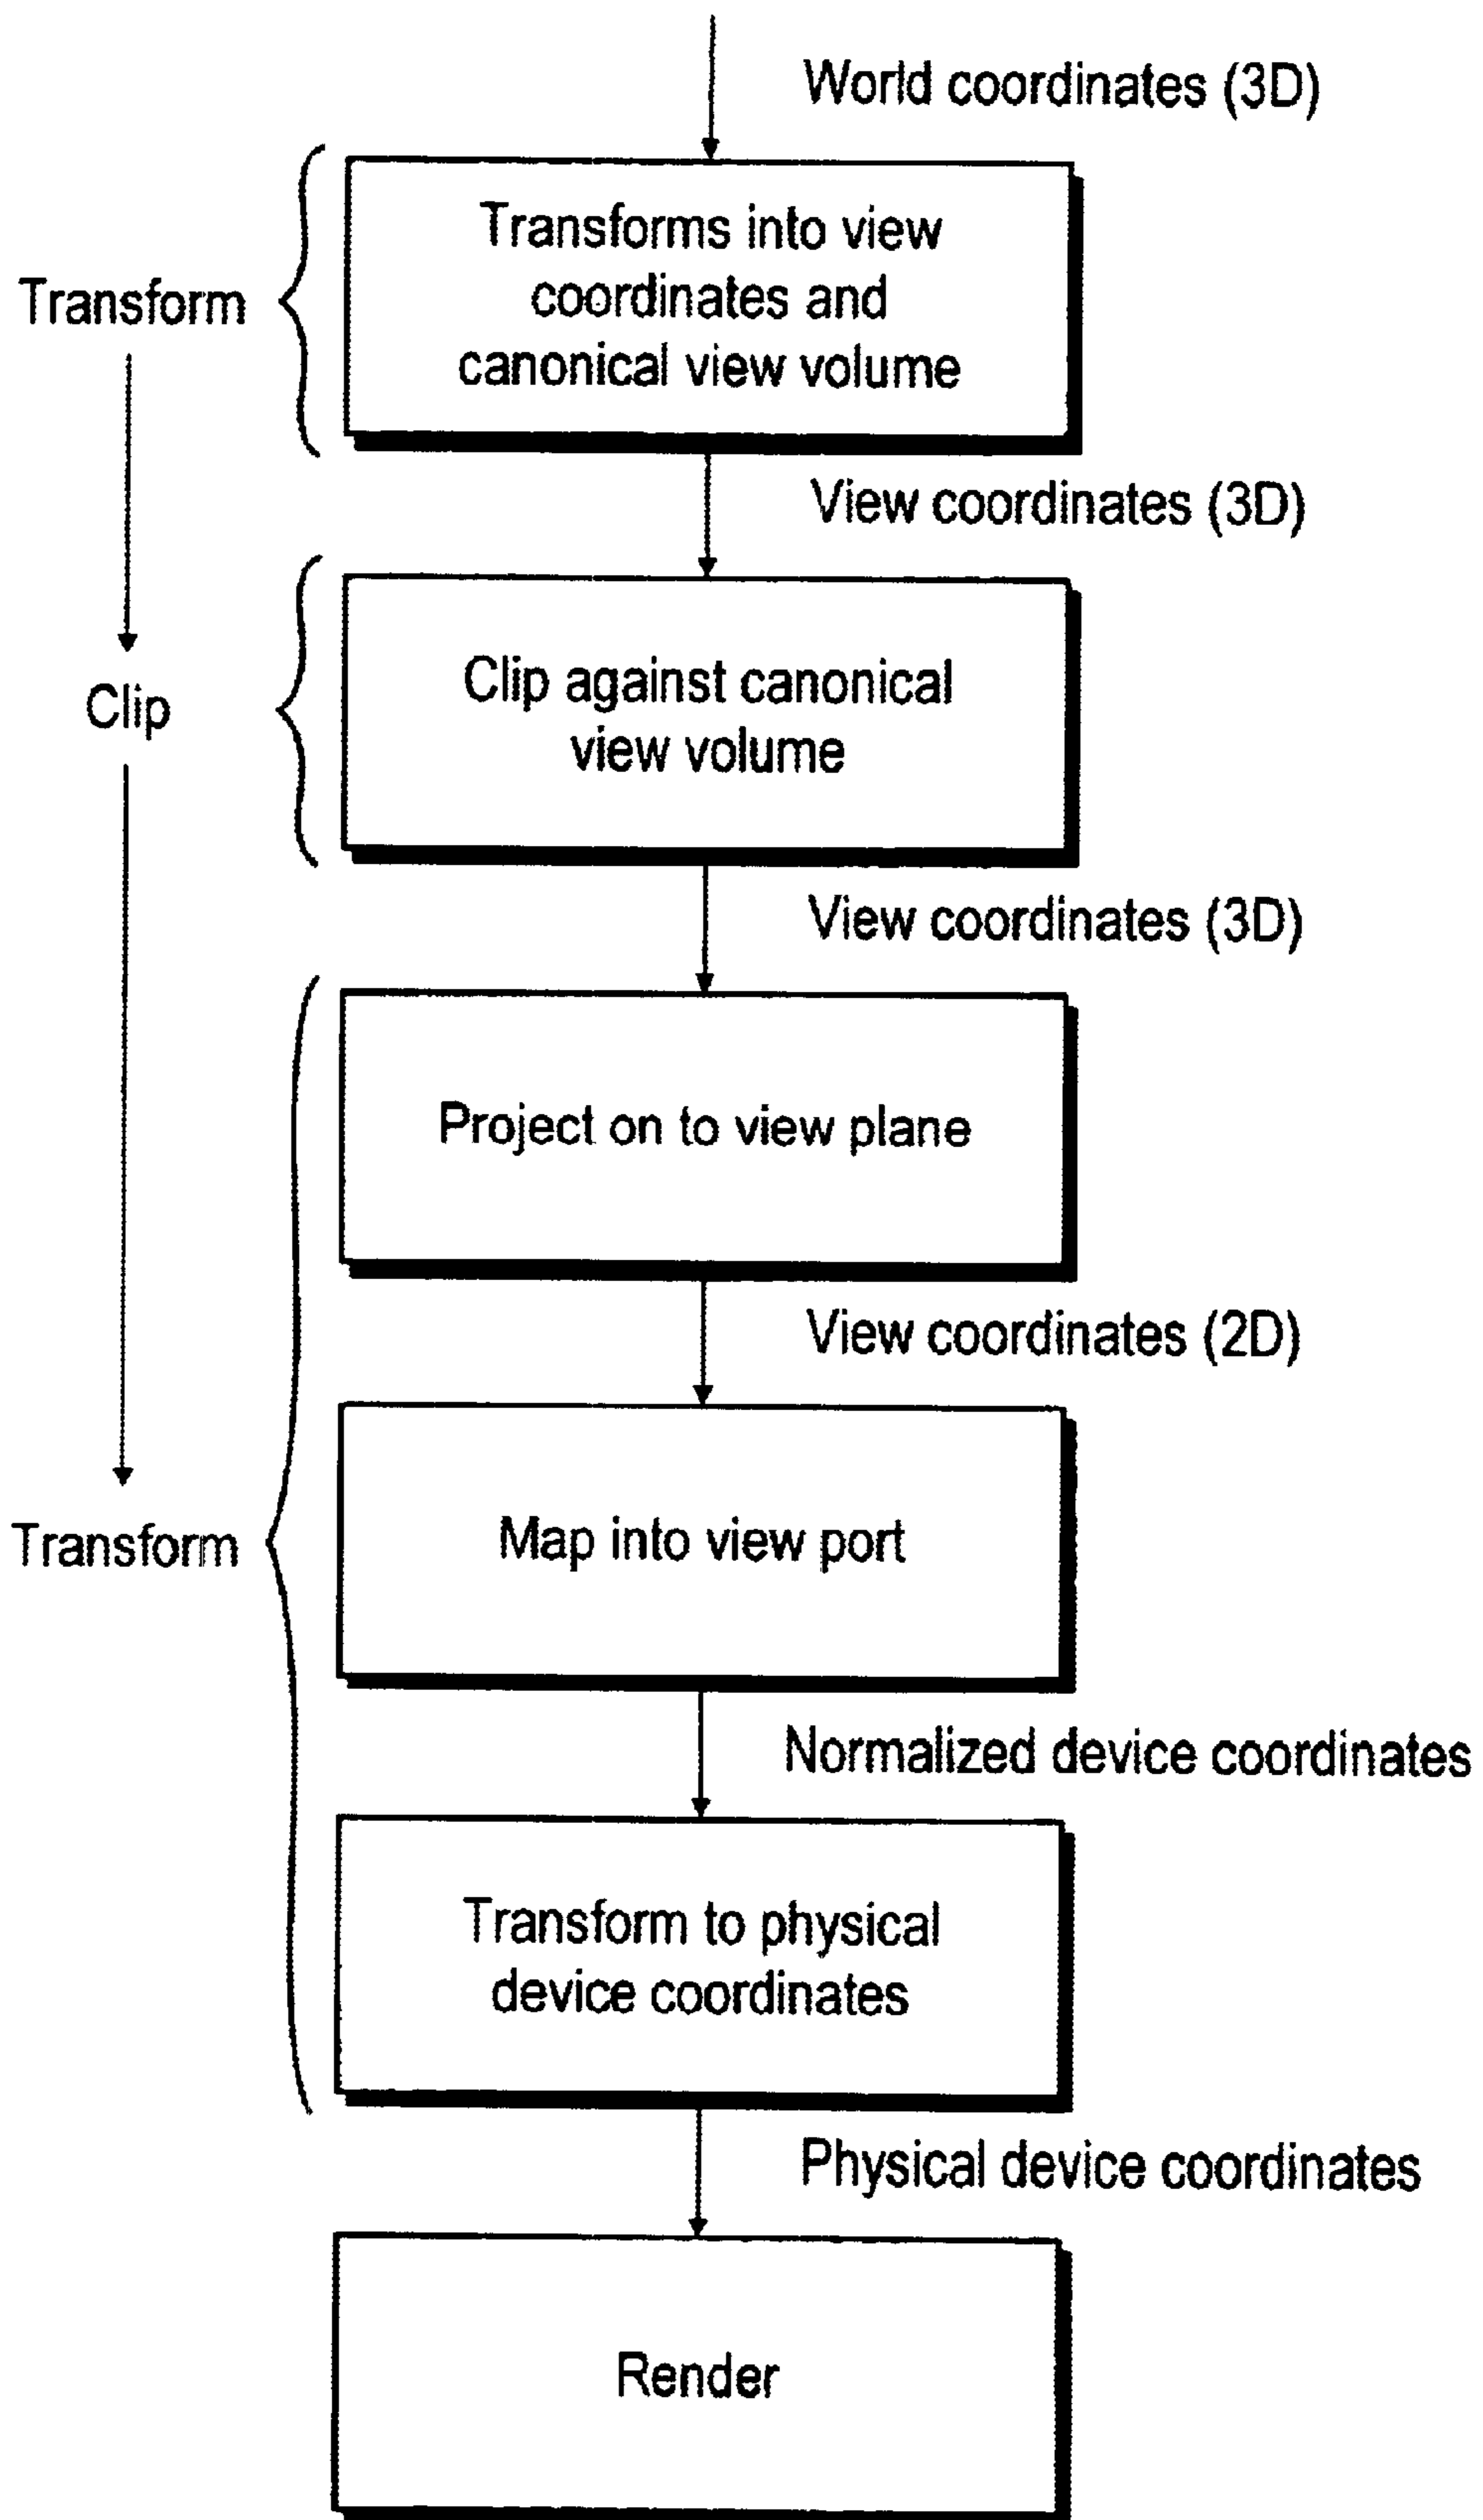 World coordinates (3D)
Transforms into view
coordinates and
canonical view volume
Transform
View coordinates (3D)
Clip against canonical
view volume
Clip
View coordinates (3D)
Project on to view plane
View coordinates (2D)
Map into view port
Transform
Normalized device coordinates
Transform to physical
device coordinates
Physical device coordinates
Render